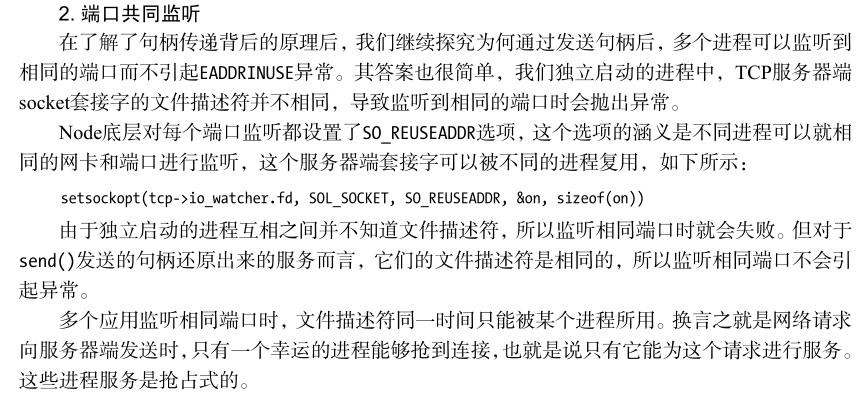 2. 端口共同监听
在了解了句柄传递背后的原理后，我们继续探究为何通过发送句柄后，多个进程可以监听到
相同的端口而不引起EADDRINUSE异常。其答案也很简单，我们独立启动的进程中，TCP服务器端
socket套接字的文件描述符并不相同，导致监听到相同的端口时会抛出异常。
Node底层对每个端口监听都设置了SO_REUSEADDR选项，这个选项的涵义是不同进程可以就相
同的网卡和端口进行监听，这个服务器端套接字可以被不同的进程复用，如下所示：
setsockopt(tcp->io_watcher.fd, SOL_SOCKET, SO_REUSEADDR, &on, sizeof(on))
由于独立启动的进程互相之间并不知道文件描述符，所以监听相同端口时就会失败。但对于
send()发送的句柄还原出来的服务而言，它们的文件描述符是相同的，所以监听相同端口不会引
起异常。
多个应用监听相同端口时，文件描述符同一时间只能被某个进程所用。换言之就是网络请求
向服务器端发送时，只有一个幸运的进程能够抢到连接，也就是说只有它能为这个请求进行服务。
这些进程服务是抢占式的。